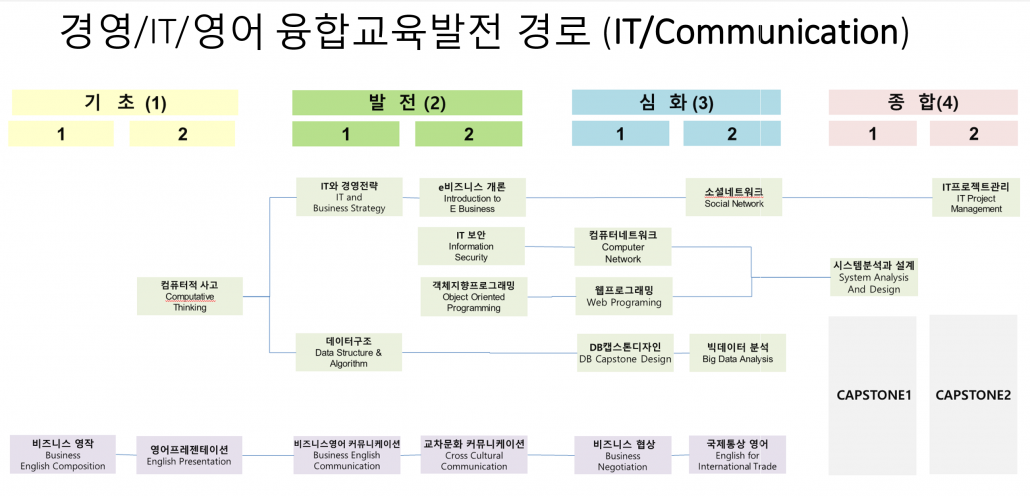 경영/IT/영어 융합교육발전 경로 (IT/Communication)
기 초 (1)
발 전 (2)
심 화 (3)
종 합(4)
1
2
1
2
1
2
1
2
IT와 경영전략
IT and
Business Strategy
e비즈니스 개론
Introduction to
E Business
소셜네트워크
Social Network
IT프로젝트관리
IT Project
Management
IT 보안
Information
Security
컴퓨터네트워크
Computer
Network
시스템분석과 설계
System Analysis
And Design
컴퓨터적 사고
Computative
Thinking
객체지향프로그래밍
Object Oriented
Programming
웹프로그래밍
Web Programing
데이터구조
Data Structure &
Algorithm
DB캡스톤디자인
DB Capstone Design
빅데이터 분석
Big Data Analysis
CAPSTONE1
CAPSTONE2
비즈니스 영작
Business
English Composition
영어프레젠테이션
English Presentation
비즈니스영어 커뮤니케이션
Business English
Communication
교차문화 커뮤니케이션
Cross Cultural
Communication
비즈니스 협상
Business
Negotiation
국제통상 영어
English for
International Trade